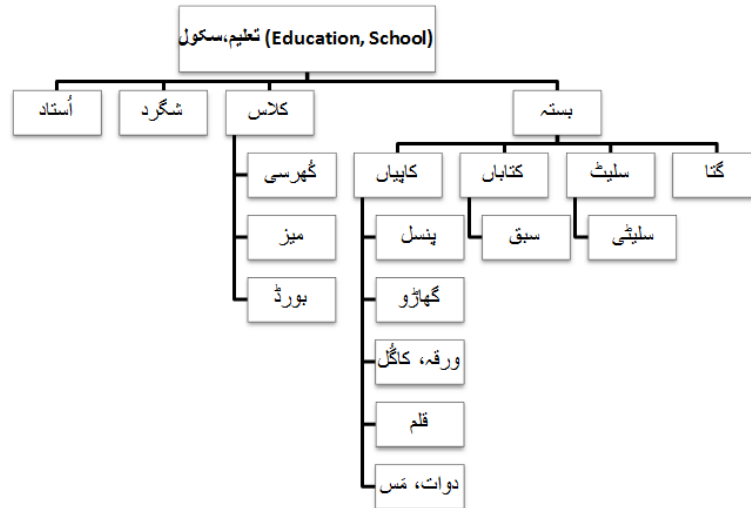 تعلیم،سکول (Education, School)
بستہ
کلاس
شگرد
اُستاد
گتا
سلیٹ
کتاباں
کاپیاں
کُھرسی
سلیٹی
سبق
پنسل
میز
گھاڑو
بورڈ
ورقہ، کاگُل
قلم
دوات، مَس